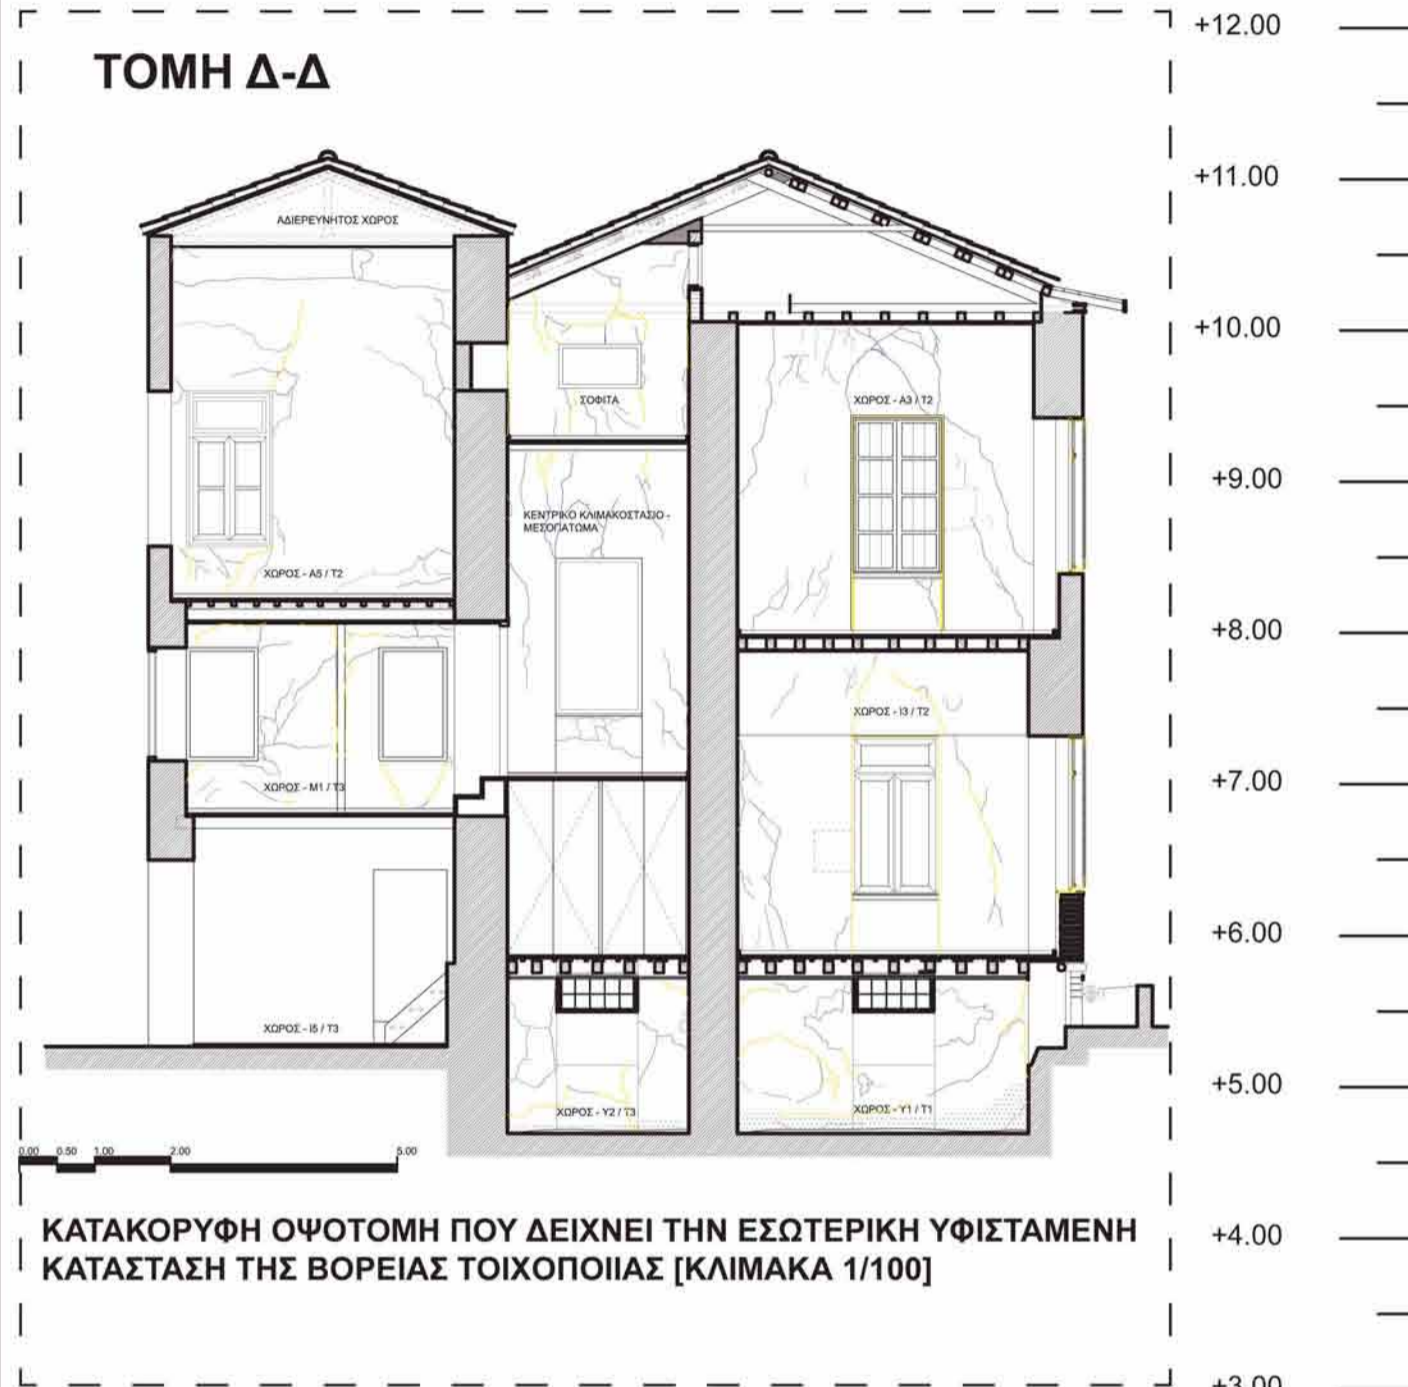 ΤΟΜΗ Δ-Δ
+12.00
+11.00
+10.00
+9.00
+8.00
+7.00
+6.00
+5.00
+4.00
+3.00
ΑΔΙΕΡΕΥΝΗΤΟΣ ΧΩΡΟΣ
ΣΟΦΙΤΑ
ΧΩΡΟΣ - Α3 / Τ2
ΚΕΝΤΡΙΚΟ ΚΛΙΜΑΚΟΣΤΑΣΙΟ -
ΜΕΣΟΠΑΤΩΜΑ
ΧΩΡΟΣ - Α5 / Τ2
ΧΩΡΟΣ - Ι3 / Τ2
ΧΩΡΟΣ - Μ1 / Τ3
ΧΩΡΟΣ - Ι5 / Τ3
ΧΩΡΟΣ - Υ2 / Τ3
ΧΩΡΟΣ - Υ1 / Τ1
0.00 0.50 1.00 2.00 5.00
ΚΑΤΑΚΟΡΥΦΗ ΟΨΟΤΟΜΗ ΠΟΥ ΔΕΙΧΝΕΙ ΤΗΝ ΕΣΩΤΕΡΙΚΗ ΥΦΙΣΤΑΜΕΝΗ
ΚΑΤΑΣΤΑΣΗ ΤΗΣ ΒΟΡΕΙΑΣ ΤΟΙΧΟΠΟΙΙΑΣ [ΚΛΙΜΑΚΑ 1/100]